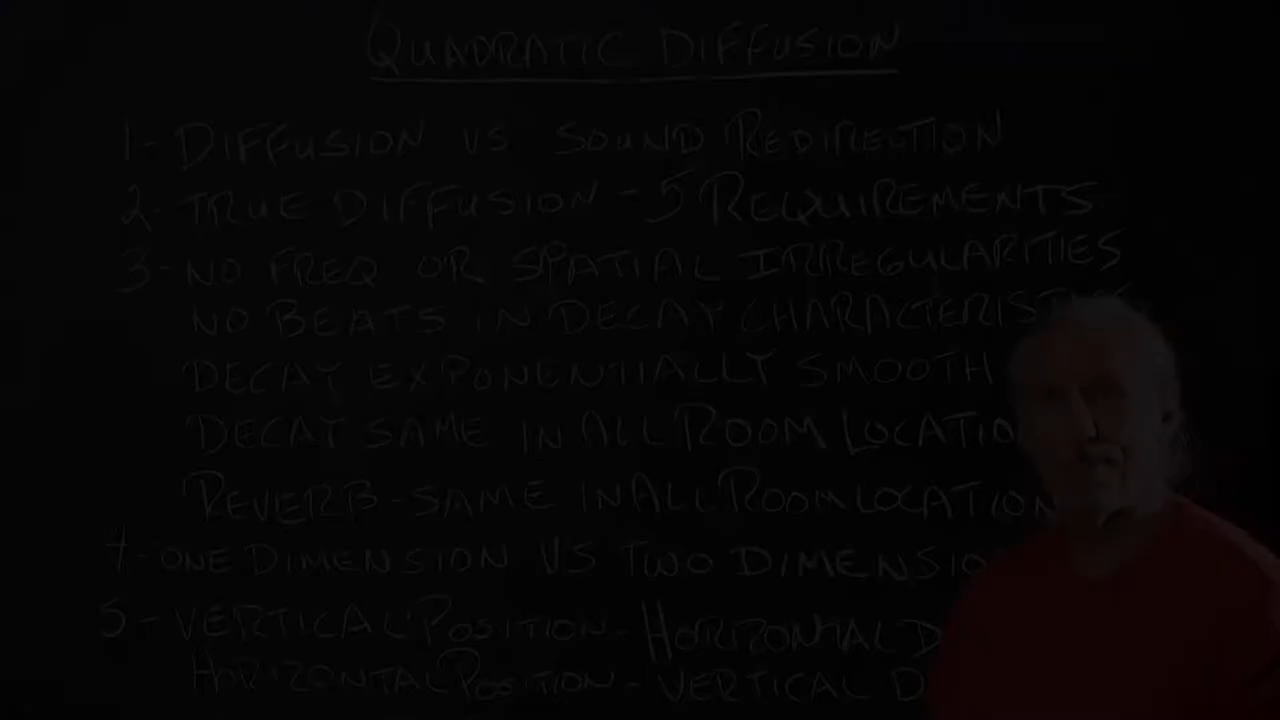 QUADRATIC DIFFUSION
1- DIFFUSION VS SOUND REDIRECTION
2- TRUE DIFFUSION - 5 REQUIREMENTS
3- NO FREQ OR SPATIAL IRREGULARITIES
NO BEATS IN DECAY
DECAY EXPONENTIALLY SMOOTH
DECAY SAME IN ALL ROOM
REVERB - SAME IN ALL ROOM
4- ONE DIMENSION VS TWO
5- VERTICAL POSITION - HORIZONTAL
HORIZONTAL POSITION - VERTICAL